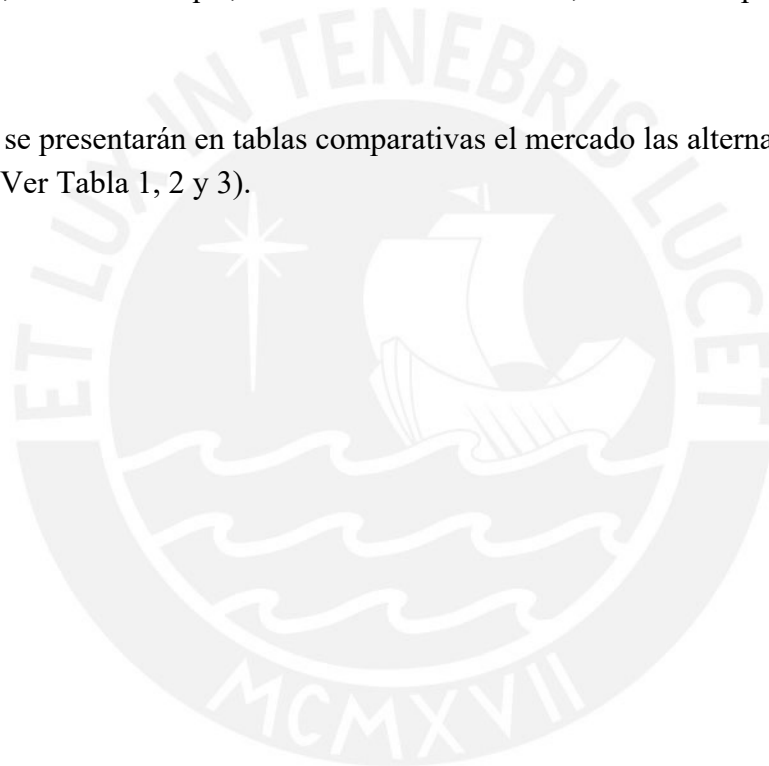 se presentarán en tablas comparativas el mercado las alterna
Ver Tabla 1, 2 y 3).
ET LUX IN TENEBRIS LUCET
MCMXVII